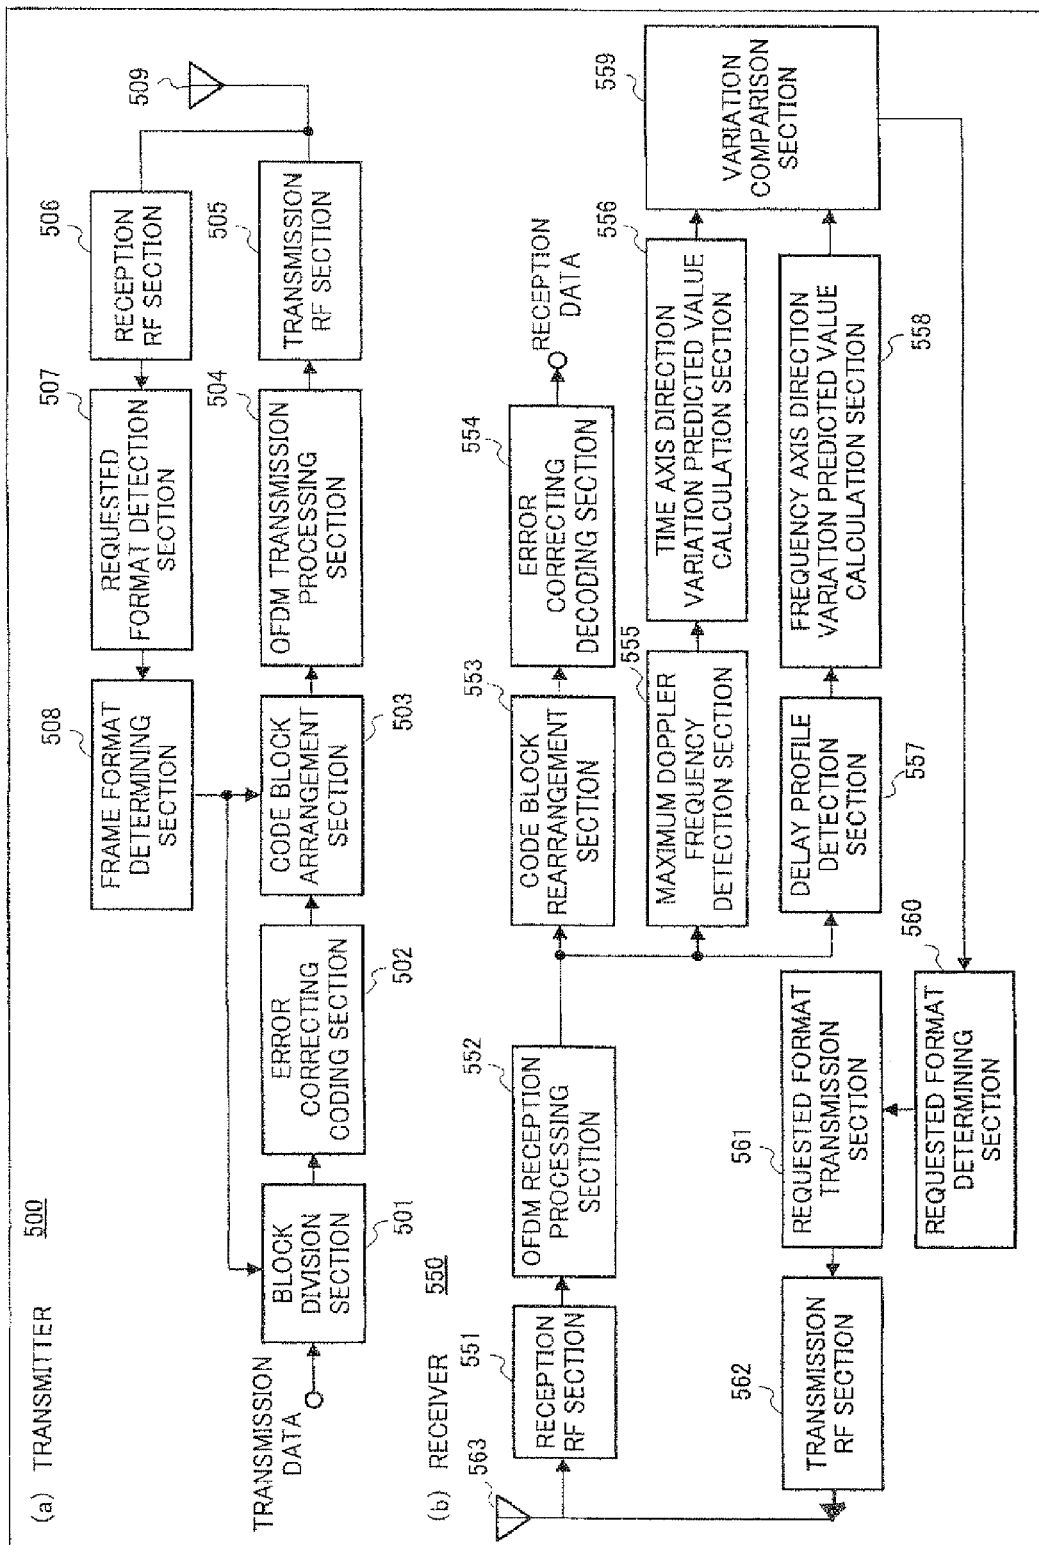 (a) TRANSMITTER 500
TRANSMISSION
DATA
BLOCK
DIVISION
SECTION
501
ERROR
CORRECTING
CODING SECTION
502
CODE BLOCK
ARRANGEMENT
SECTION
503
OFDM TRANSMISSION
PROCESSING
SECTION
504
TRANSMISSION
RF SECTION
505
RECEPTION
RF SECTION
506
REQUESTED
FORMAT DETECTION
SECTION
507
FRAME FORMAT
DETERMINING
SECTION
508
509
(b) RECEIVER 550
563
RECEPTION
RF SECTION
551
OFDM RECEPTION
PROCESSING
SECTION
552
CODE BLOCK
REARRANGEMENT
SECTION
553
ERROR
CORRECTING
DECODING SECTION
554
RECEPTION
DATA
MAXIMUM DOPPLER
FREQUENCY
DETECTION SECTION
555
TIME AXIS DIRECTION
VARIATION PREDICTED VALUE
CALCULATION SECTION
556
DELAY PROFILE
DETECTION
SECTION
557
FREQUENCY AXIS DIRECTION
VARIATION PREDICTED VALUE
CALCULATION SECTION
558
VARIATION
COMPARISON
SECTION
559
REQUESTED FORMAT
DETERMINING
SECTION
560
REQUESTED FORMAT
TRANSMISSION
SECTION
561
TRANSMISSION
RF SECTION
562